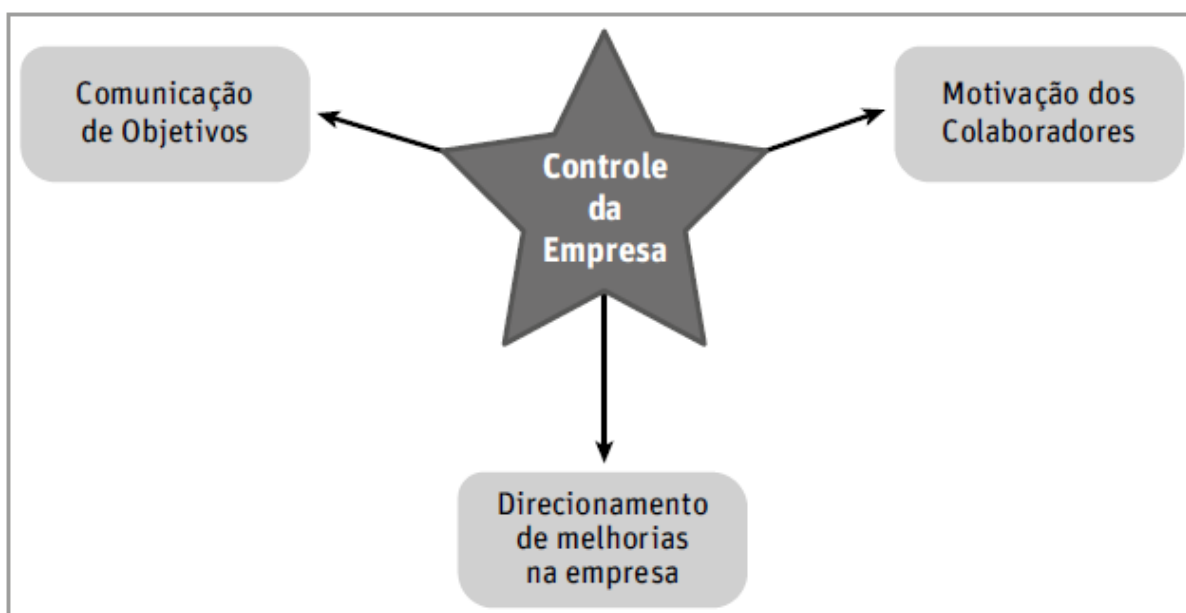 Comunicação
de Objetivos
Motivação dos
Colaboradores
Controle
da
Empresa
Direcionamento
de melhorias
na empresa